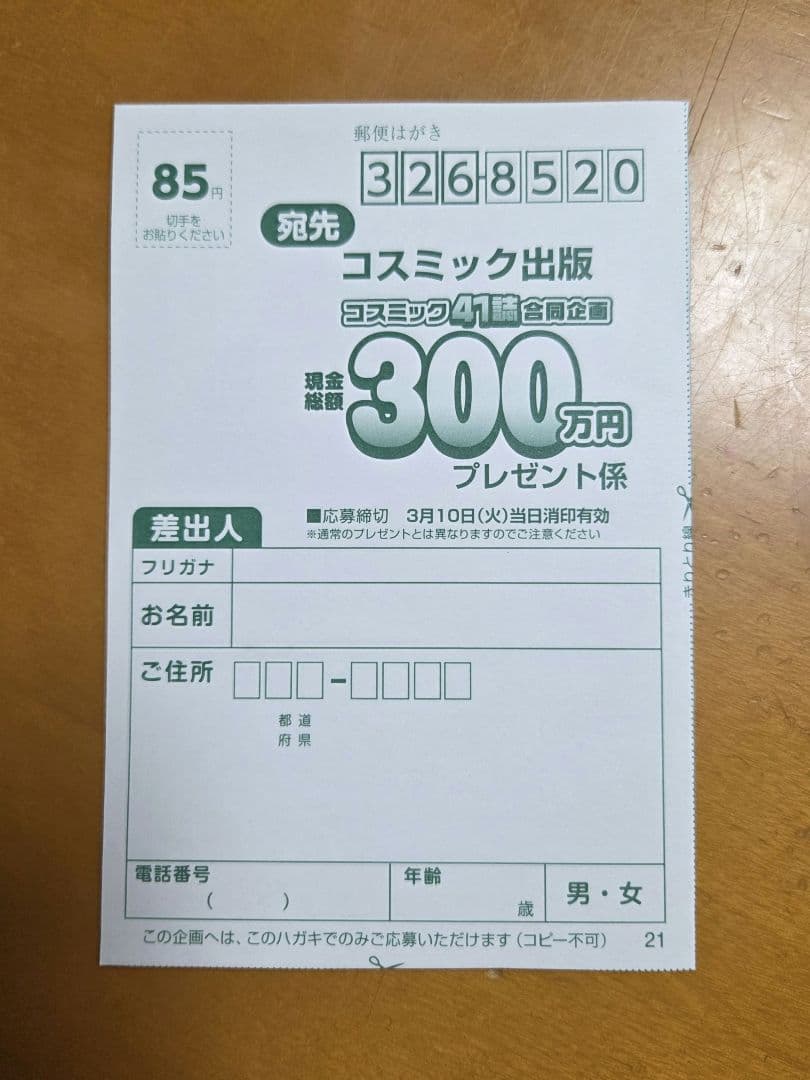 郵便はがき
85円
切手を
お貼りください
326-8520
宛先
コスミック出版
コスミック41誌合同企画
現金
総額
300万円
プレゼント係
■応募締切 3月10日(火)当日消印有効
※通常のプレゼントとは異なりますのでご注意ください
きりとり線
差出人
フリガナ
お名前
ご住所
-
都 道
府 県
電話番号
( )
年齢
歳
男・女
この企画へは、このハガキでのみご応募いただけます(コピー不可)
21